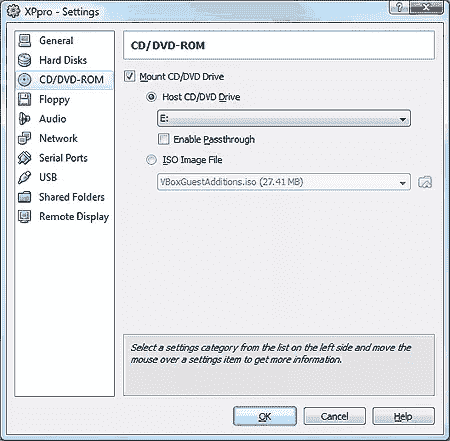 XPpro - Settings
General
Hard Disks
CD/DVD-ROM
Floppy
Audio
Network
Serial Ports
USB
Shared Folders
Remote Display
CD/DVD-ROM
Mount CD/DVD Drive
Host CD/DVD Drive
E:
Enable Passthrough
ISO Image File
VBoxGuestAdditions.iso (27.41 MB)
Select a settings category from the list on the left side and move the
mouse over a settings item to get more information.
OK
Cancel
Help